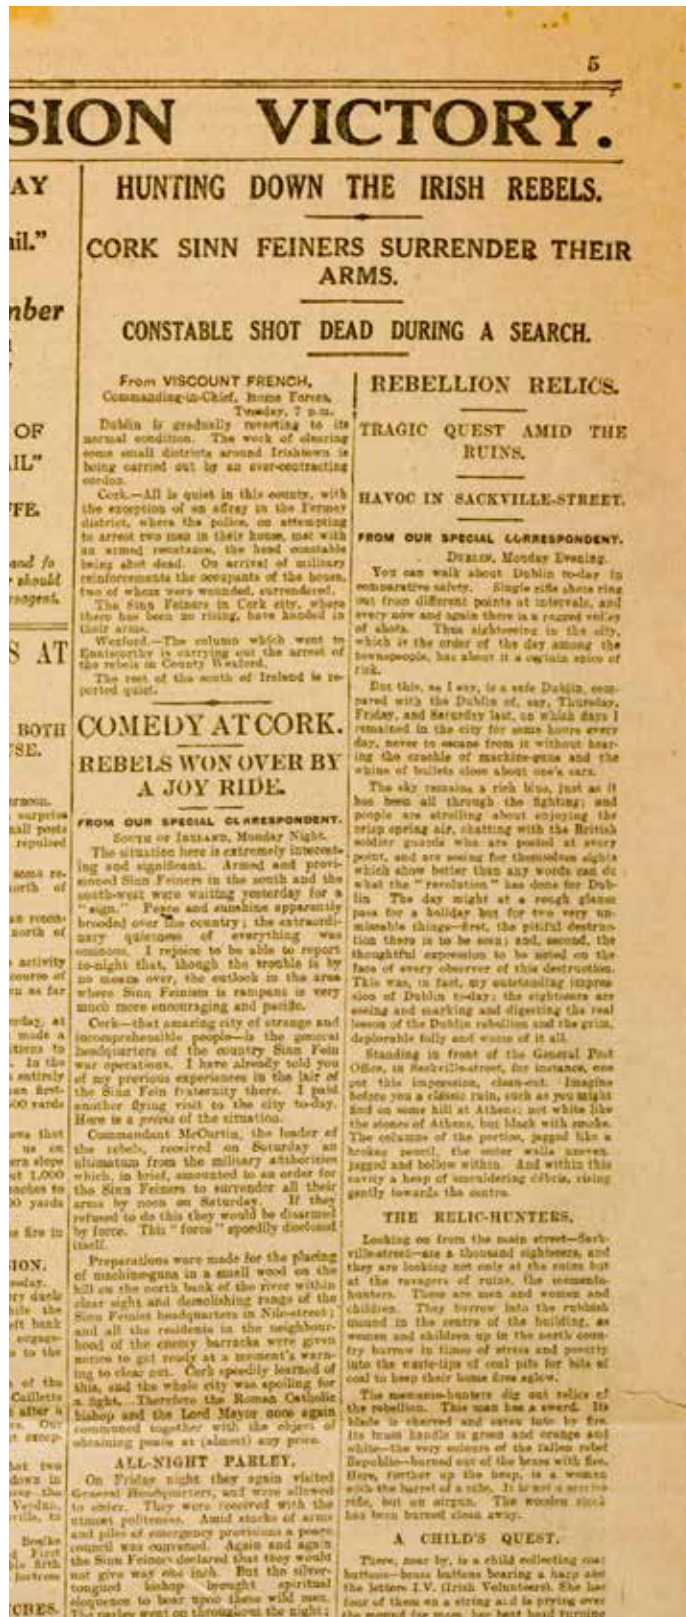 5
SION VICTORY.
AY
ail."
mber
OF
AIL"
FFE.
and to
should
S AT
BOTH
SE.
HUNTING DOWN THE IRISH REBELS.
CORK SINN FEINERS SURRENDER THEIR
ARMS.
CONSTABLE SHOT DEAD DURING A SEARCH.
From VISCOUNT FRENCH,
Commanding-in-Chief, Home Forces,
Tuesday, 7 p.m.
Dublin is gradually reverting to its
normal condition. The work of clearing
some small districts around Irishtown is
being carried out by an ever-contracting
cordon.
Cork.—All is quiet in this county, with
the exception of an affray in the Fermoy
district, where the police, on attempting
to arrest two men in their house, met with
an armed resistance, the head constable
being shot dead. On arrival of military
reinforcements the occupants of the house,
two of whom were wounded, surrendered.
The Sinn Feiners in Cork city, where
there has been no rising, have handed in
their arms.
Wexford.—The column which went to
Enniscorthy is carrying out the arrest of
the rebels in County Wexford.
The rest of the south of Ireland is re-
ported quiet.
COMEDY AT CORK.
REBELS WON OVER BY
A JOY RIDE.
FROM OUR SPECIAL CORRESPONDENT.
SOUTH OF IRELAND, Monday Night.
The situation here is extremely interest-
ing and significant. Armed and provi-
sioned Sinn Feiners in the south and the
south-west were waiting yesterday for a
"sign." Peace and sunshine apparently
brooded over the country; the extraordi-
nary quietness of everything was
ominous. I rejoice to be able to report
to-night that, though the trouble is by
no means over, the outlook in the area
where Sinn Feinism is rampant is very
much more encouraging and pacific.
Cork—that amazing city of strange and
incomprehensible people—is the general
headquarters of the country Sinn Fein
war operations. I have already told you
of my previous experiences in the lair of
the Sinn Fein fraternity there. I paid
another flying visit to the city to-day.
Here is a précis of the situation.
Commandant McCurtin, the leader of
the rebels, received on Saturday an
ultimatum from the military authorities
which, in brief, amounted to an order for
the Sinn Feiners to surrender all their
arms by noon on Saturday. If they
refused to do this they would be disarmed
by force. This "force" speedily disclosed
itself.
Preparations were made for the placing
of machine-guns in a small wood on the
hill on the north bank of the river within
clear sight and demolishing range of the
Sinn Feinist headquarters in Nile-street;
and all the residents in the neighbour-
hood of the enemy barracks were given
notice to get ready at a moment's warn-
ing to clear out. Cork speedily learned of
this, and the whole city was spoiling for
a fight. Therefore the Roman Catholic
bishop and the Lord Mayor once again
communed together with the object of
obtaining peace at (almost) any price.
ALL-NIGHT PARLEY.
On Friday night they again visited
General Headquarters, and were allowed
to enter. They were received with the
utmost politeness. Amid stacks of arms
and piles of emergency provisions a peace
council was convened. Again and again
the Sinn Feiners declared that they would
not give way one inch. But the silver-
tongued bishop brought spiritual
eloquence to bear upon these wild men.
The parley went on throughout the night;
REBELLION RELICS.
TRAGIC QUEST AMID THE
RUINS.
HAVOC IN SACKVILLE-STREET.
FROM OUR SPECIAL CORRESPONDENT.
DUBLIN, Monday Evening.
You can walk about Dublin to-day in
comparative safety. Single rifle shots ring
out from different points at intervals, and
every now and again there is a ragged volley
of shots. Thus sightseeing in the city,
which is the order of the day among the
townspeople, has about it a certain spice of
risk.
But this, as I say, is a safe Dublin, com-
pared with the Dublin of, say, Thursday,
Friday, and Saturday last, on which days I
remained in the city for some hours every
day, never to escape from it without hear-
ing the crackle of machine-guns and the
whine of bullets close about one's ears.
The sky remains a rich blue, just as it
has been all through the fighting; and
people are strolling about enjoying the
crisp spring air, chatting with the British
soldier guards who are posted at every
point, and are seeing for themselves sights
which show better than any words can do
what the "revolution" has done for Dub-
lin The day might at a rough glance
pass for a holiday but for two very un-
missable things—first, the pitiful destruc-
tion there is to be seen; and, second, the
thoughtful expression to be noted on the
face of every observer of this destruction.
This was, in fact, my outstanding impres-
sion of Dublin to-day; the sightseers are
seeing and marking and digesting the real
lesson of the Dublin rebellion and the grim,
deplorable folly and waste of it all.
Standing in front of the General Post
Office, in Sackville-street, for instance, one
got this impression, clean-cut. Imagine
before you a classic ruin, such as you might
find on some hill at Athens; not white like
the stones of Athens, but black with smoke.
The columns of the portico, jagged like a
broken pencil, the outer walls uneven,
jagged and hollow within. And within this
cavity a heap of smouldering débris, rising
gently towards the centre.
THE RELIC-HUNTERS.
Looking on from the main street—Sack-
ville-street—are a thousand sightseers, and
they are looking not only at the ruins but
at the ravagers of ruins, the memento-
hunters. These are men and women and
children. They burrow into the rubbish
mound in the centre of the building, as
women and children up in the north coun-
try burrow in times of stress and poverty
into the waste-tips of coal pits for bits of
coal to keep their home fires aglow.
The memento-hunters dig out relics of
the rebellion. This man has a sword. Its
blade is charred and eaten into by fire.
Its brass handle is green and orange and
white—the very colours of the fallen rebel
Republic—burned out of the brass with fire.
Here, further up the heap, is a woman
with the barrel of a rifle. It is not a service
rifle, but an airgun. The wooden stock
has been burned clean away.
A CHILD'S QUEST.
There, near by, is a child collecting coat
buttons—brass buttons bearing a harp and
the letters I.V. (Irish Volunteers). She has
four of them on a string and is prying over